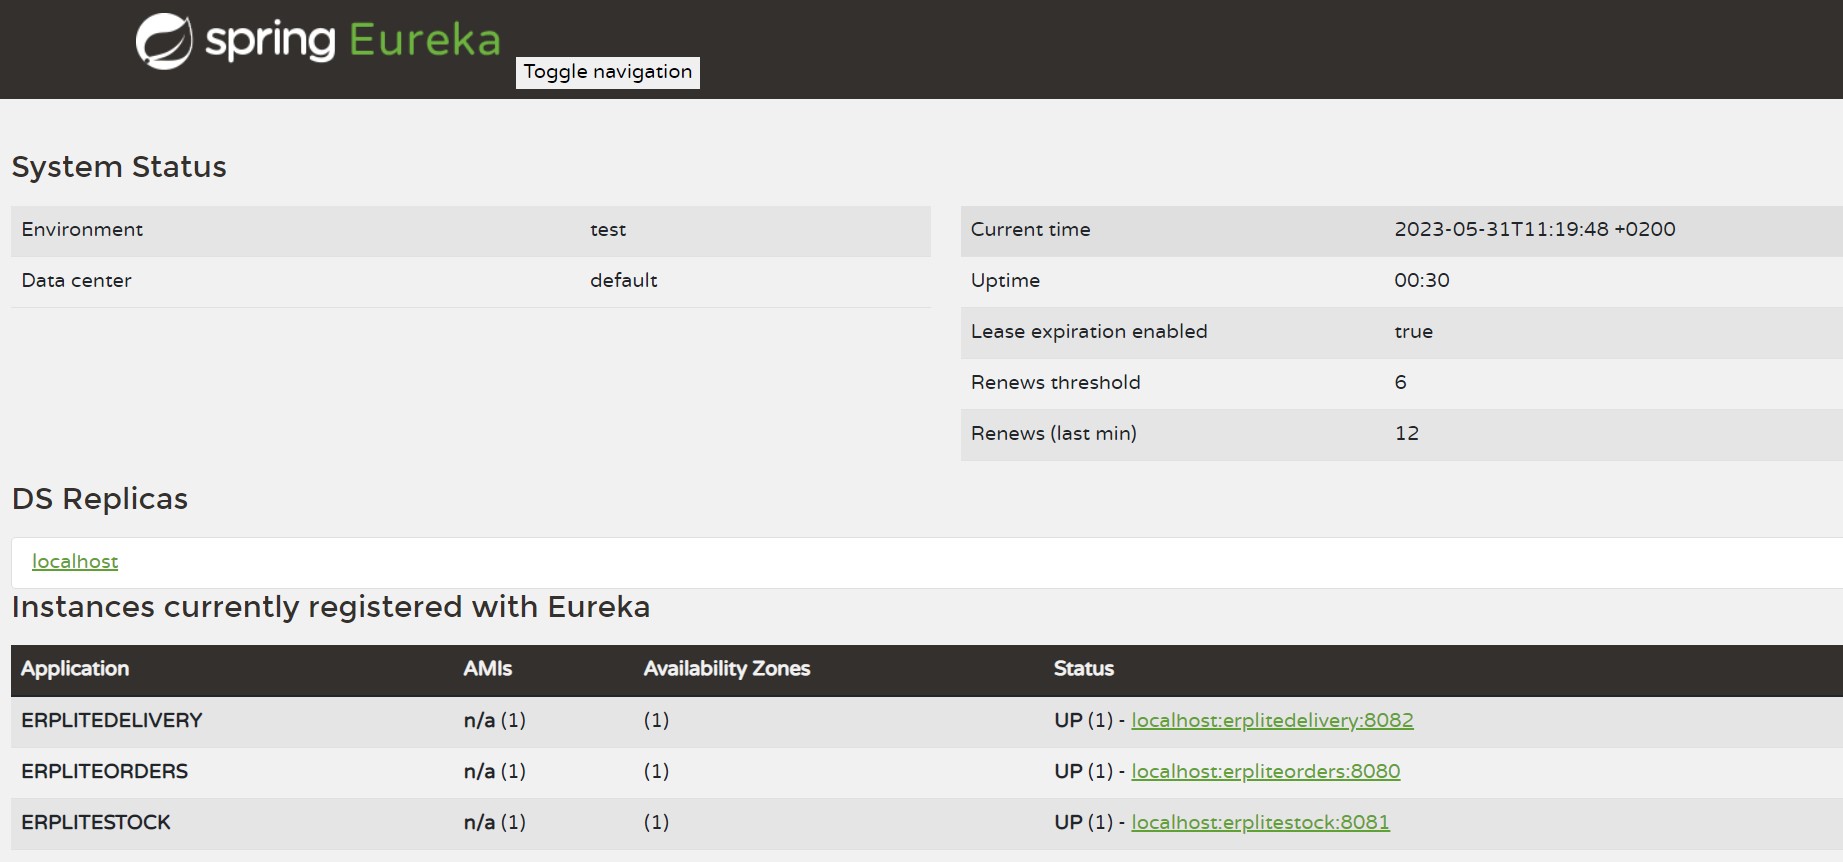 spring Eureka
Toggle navigation
System Status
Environment test
Data center default
Current time 2023-05-31T11:19:48 +0200
Uptime 00:30
Lease expiration enabled true
Renews threshold 6
Renews (last min) 12
DS Replicas
localhost
Instances currently registered with Eureka
Application AMIs Availability Zones Status
ERPLITEDELIVERY n/a (1) (1) UP (1) - localhost:erplitedelivery:8082
ERPLITEORDERS n/a (1) (1) UP (1) - localhost:erpliteorders:8080
ERPLITESTOCK n/a (1) (1) UP (1) - localhost:erplitestock:8081